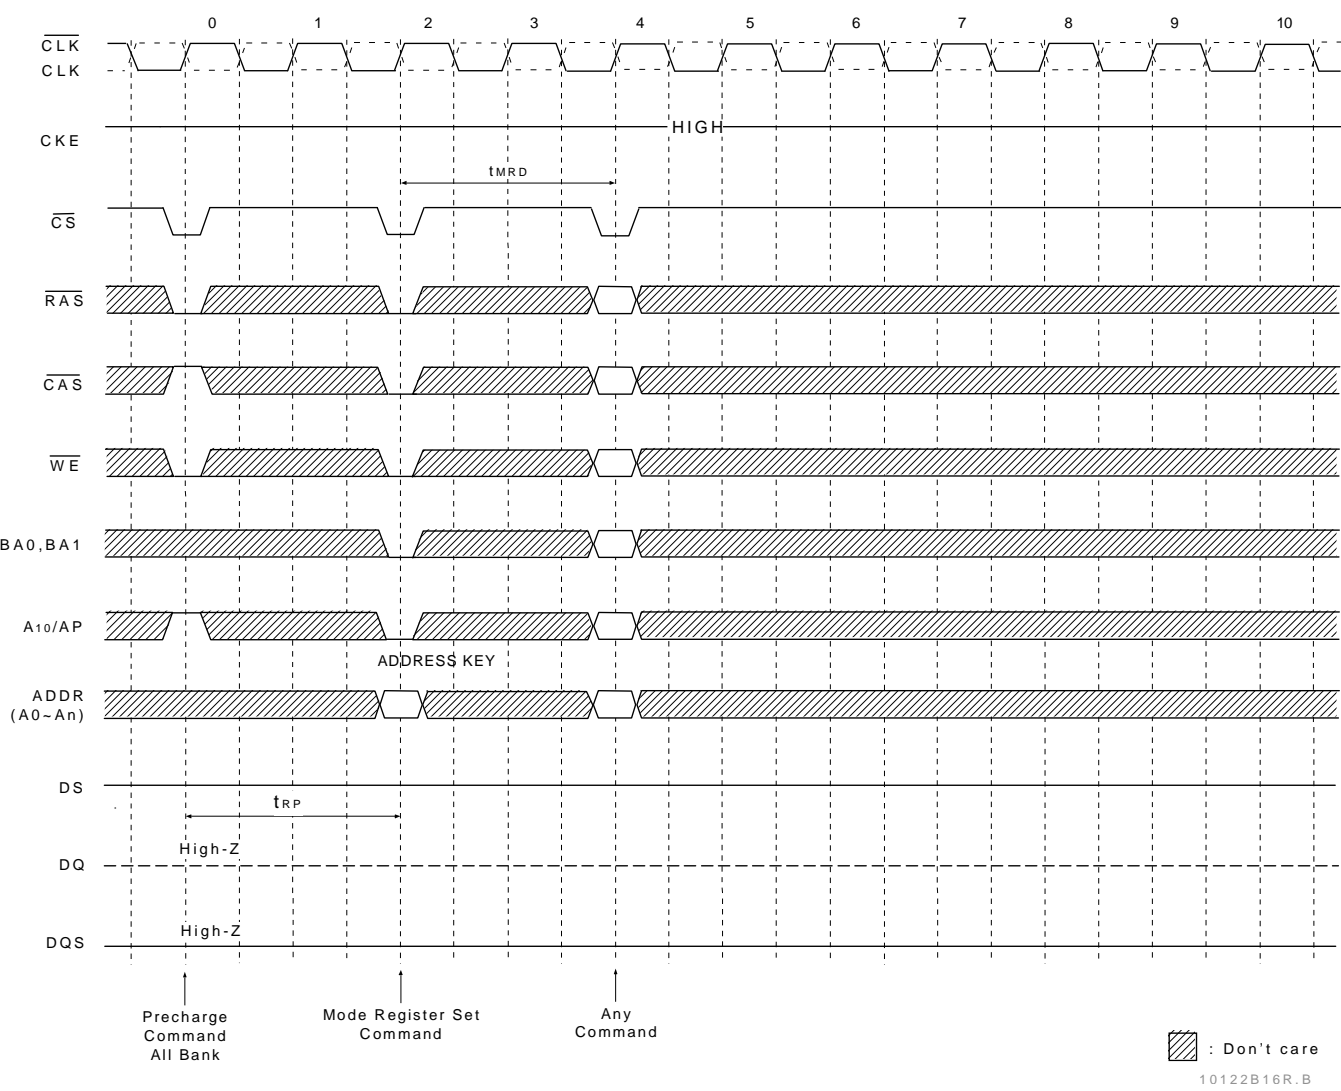 0 1 2 3 4 5 6 7 8 9 10
CLK
CLK
HIGH
CKE
tMRD
CS
RAS
CAS
WE
BA0,BA1
A10/AP
ADDRESS KEY
ADDR
(A0~An)
DS
tRP
High-Z
DQ
High-Z
DQS
Precharge
Command
All Bank
Mode Register Set
Command
Any
Command
: Don't care
10122B16R.B